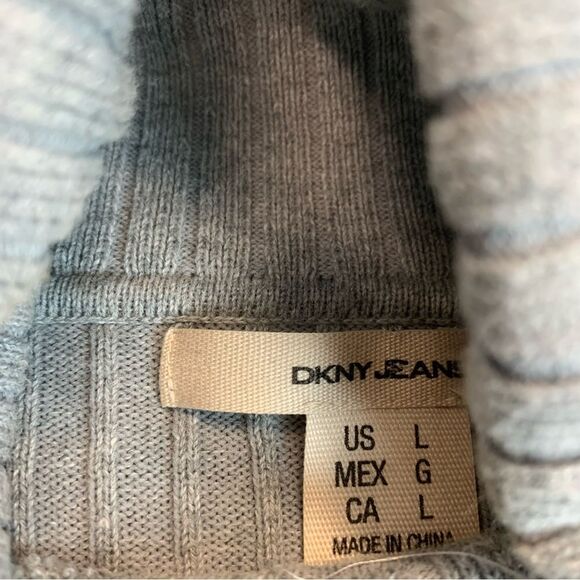 DKNY JEANS
US L
MEX G
CA L
MADE IN CHINA